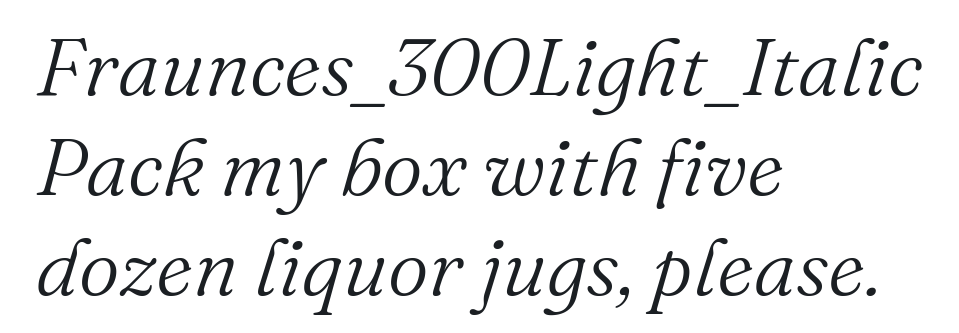 Fraunces_300Light_Italic
Pack my box with five
dozen liquor jugs, please.